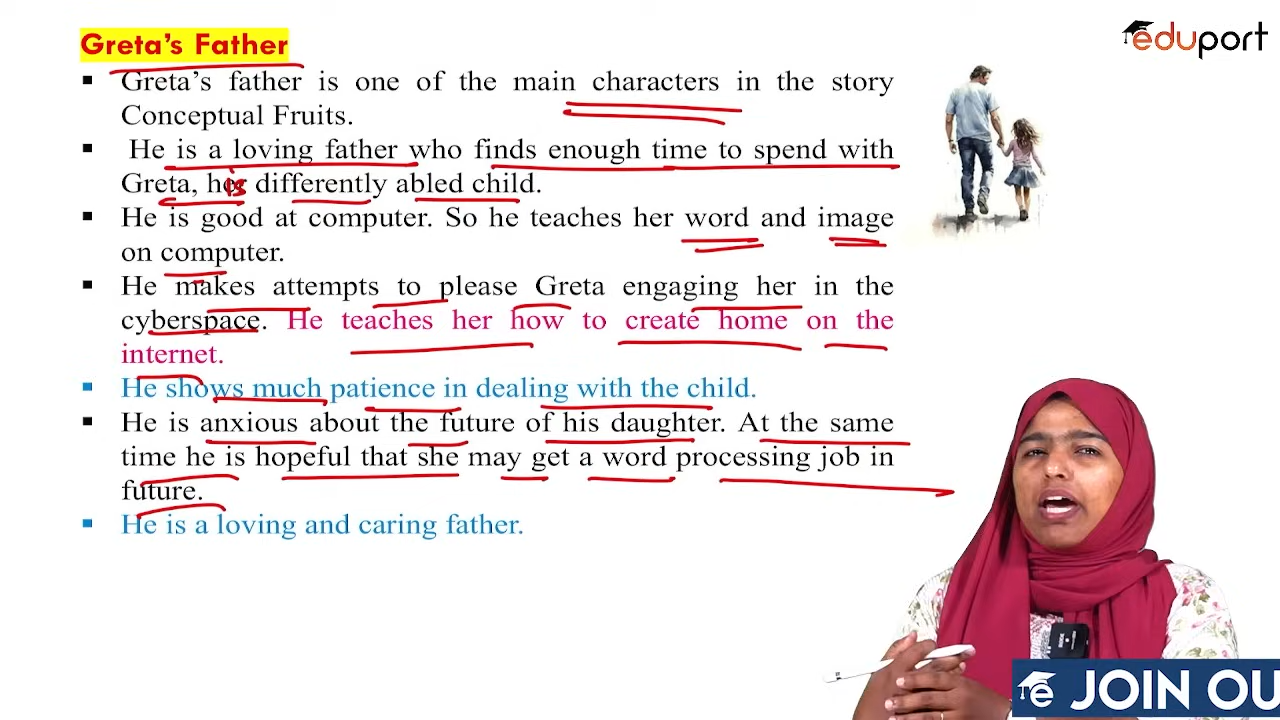 Greta's Father
eduport
▪ Greta's father is one of the main characters in the story
Conceptual Fruits.
▪ He is a loving father who finds enough time to spend with
Greta, his differently abled child.
▪ He is good at computer. So he teaches her word and image
on computer.
▪ He makes attempts to please Greta engaging her in the
cyberspace. He teaches her how to create home on the
internet.
▪ He shows much patience in dealing with the child.
▪ He is anxious about the future of his daughter. At the same
time he is hopeful that she may get a word processing job in
future.
▪ He is a loving and caring father.
e JOIN OU